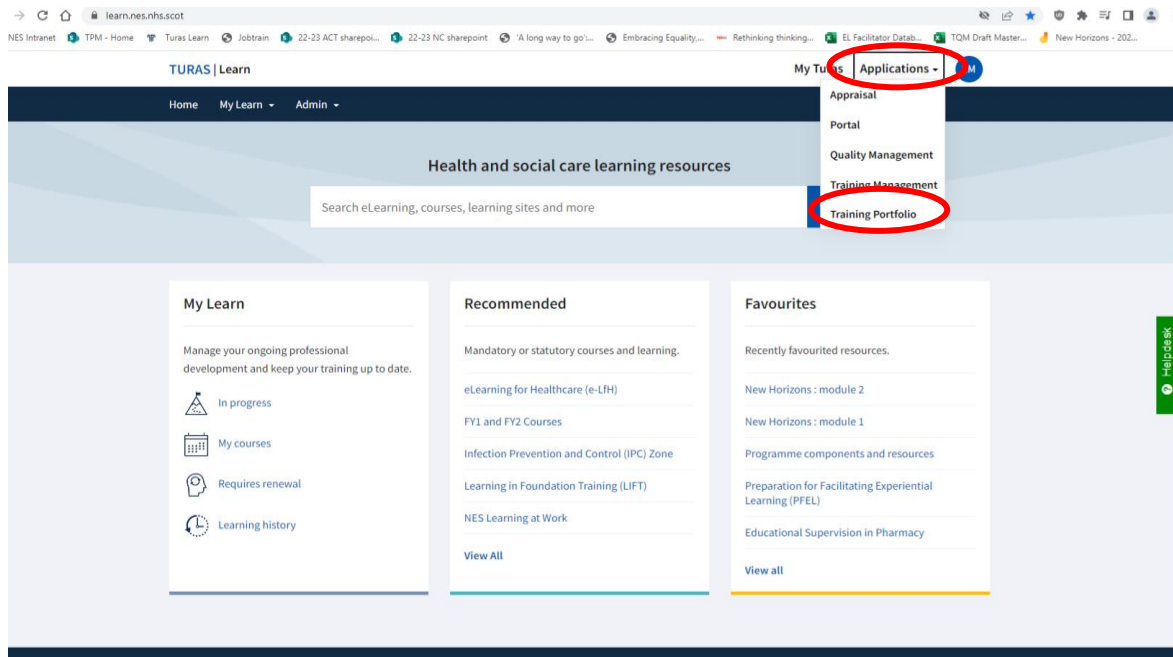 learn.nes.nhs.scot
NES Intranet TPM - Home Turas Learn Jobtrain 22-23 ACT sharepoi... 22-23 NC sharepoint 'A long way to go':... Embracing Equality,... Rethinking thinking... EL Facilitator Datab... TQM Draft Master... New Horizons - 202...
TURAS | Learn My Turas Applications M
Home My Learn Admin
Appraisal
Portal
Quality Management
Training Management
Training Portfolio
Health and social care learning resources
Search eLearning, courses, learning sites and more
My Learn
Manage your ongoing professional
development and keep your training up to date.
In progress
My courses
Requires renewal
Learning history
Recommended
Mandatory or statutory courses and learning.
eLearning for Healthcare (e-LfH)
FY1 and FY2 Courses
Infection Prevention and Control (IPC) Zone
Learning in Foundation Training (LIFT)
NES Learning at Work
View All
Favourites
Recently favourited resources.
New Horizons : module 2
New Horizons : module 1
Programme components and resources
Preparation for Facilitating Experiential
Learning (PFEL)
Educational Supervision in Pharmacy
View all
? Helpdesk